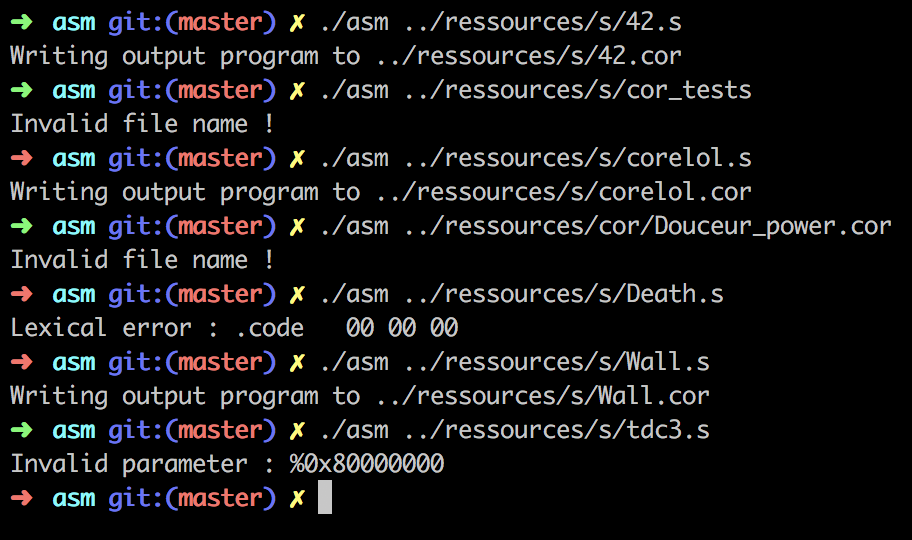 ➜ asm git:(master) ✗ ./asm ../ressources/s/42.s
Writing output program to ../ressources/s/42.cor
➜ asm git:(master) ✗ ./asm ../ressources/s/cor_tests
Invalid file name !
➜ asm git:(master) ✗ ./asm ../ressources/s/corelol.s
Writing output program to ../ressources/s/corelol.cor
➜ asm git:(master) ✗ ./asm ../ressources/cor/Douceur_power.cor
Invalid file name !
➜ asm git:(master) ✗ ./asm ../ressources/s/Death.s
Lexical error : .code   00 00 00
➜ asm git:(master) ✗ ./asm ../ressources/s/Wall.s
Writing output program to ../ressources/s/Wall.cor
➜ asm git:(master) ✗ ./asm ../ressources/s/tdc3.s
Invalid parameter : %0x80000000
➜ asm git:(master) ✗